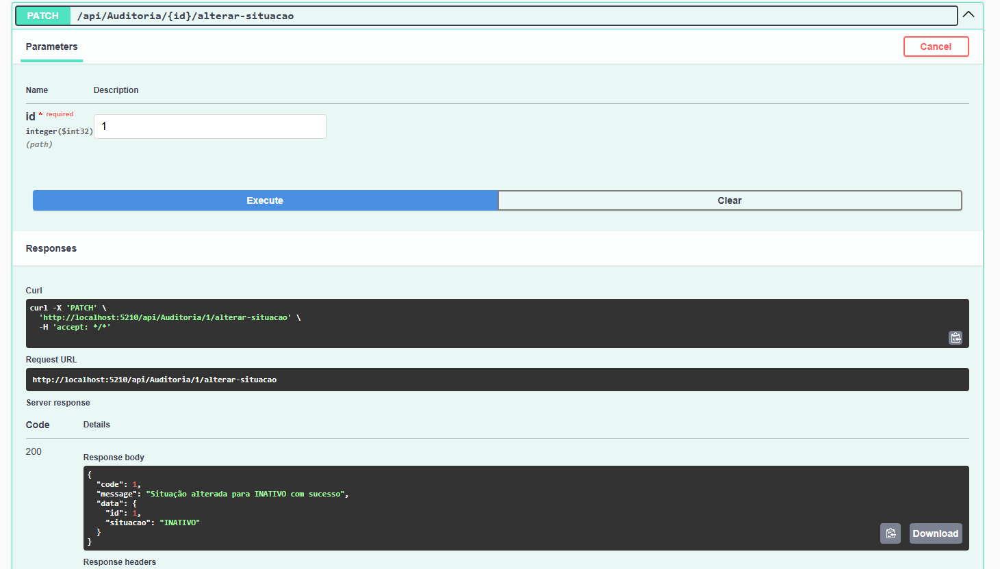 PATCH /api/Auditoria/{id}/alterar-situacao
Parameters
Cancel
Name Description
id * required
integer($int32)
(path)
1
Execute Clear
Responses
Curl
curl -X 'PATCH' \
'http://localhost:5210/api/Auditoria/1/alterar-situacao' \
-H 'accept: */*'
Request URL
http://localhost:5210/api/Auditoria/1/alterar-situacao
Server response
Code Details
200
Response body
{
"code": 1,
"message": "Situação alterada para INATIVO com sucesso",
"data": {
"id": 1,
"situacao": "INATIVO"
}
}
Download
Response headers